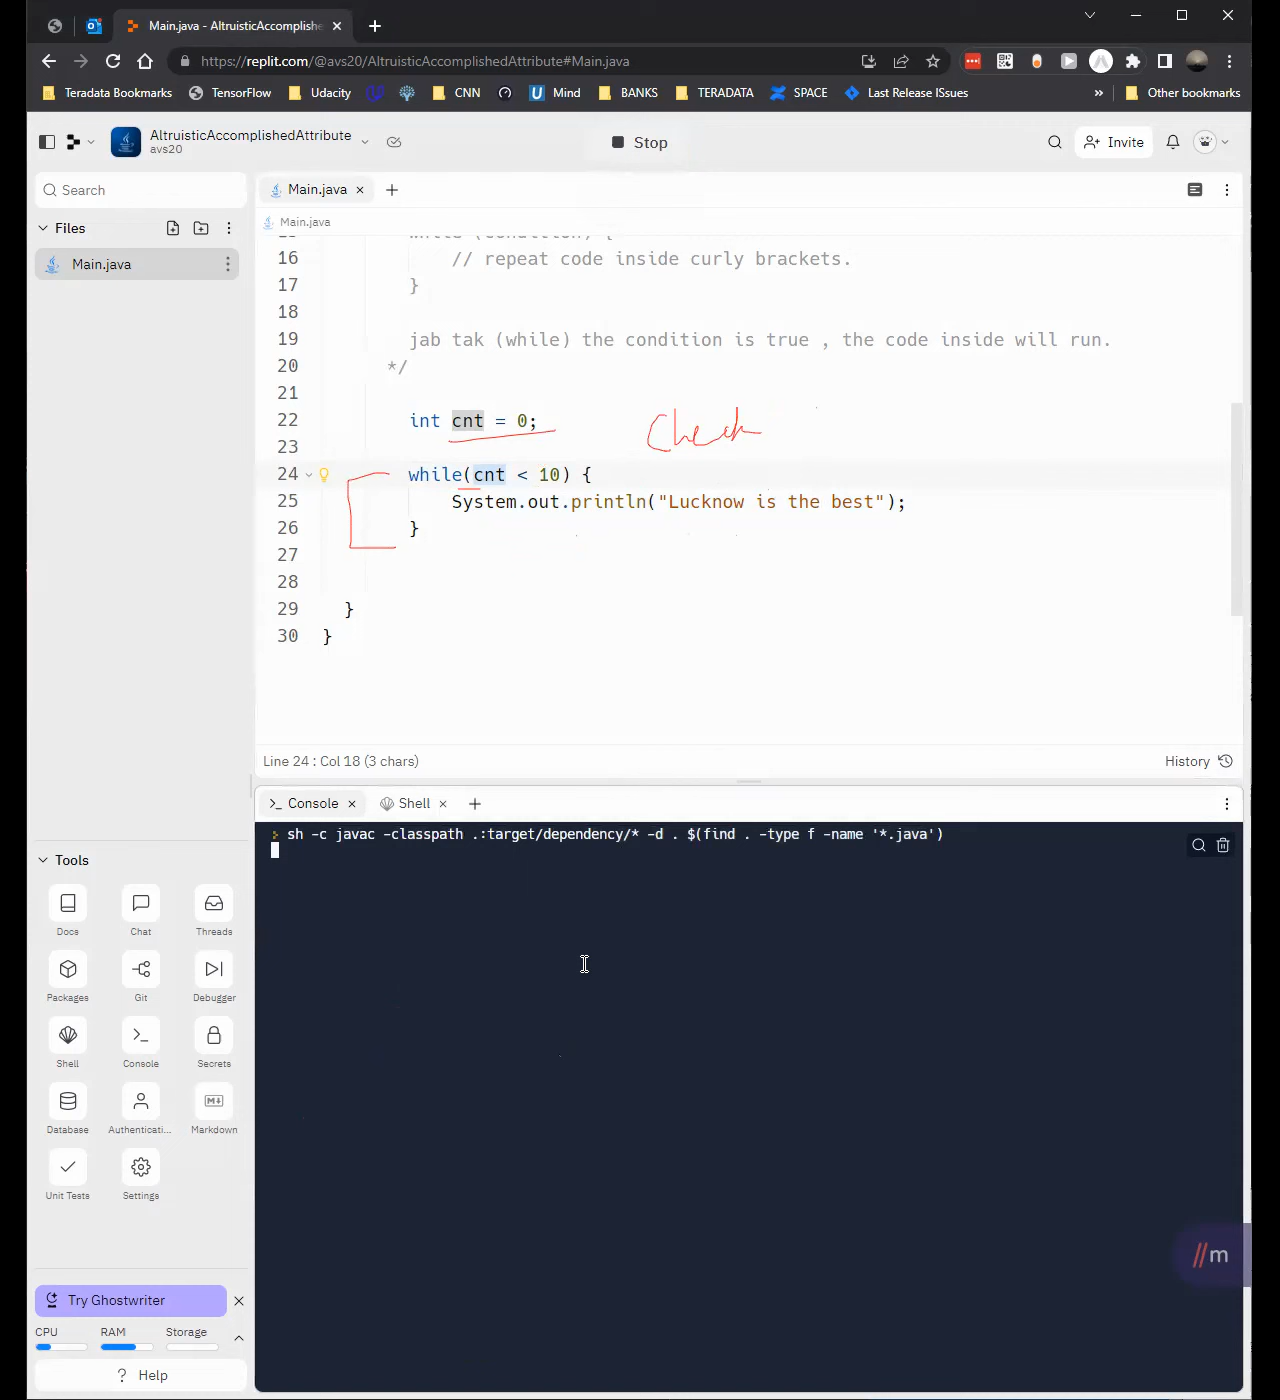 Main.java - AltruisticAccomplishe
https://replit.com/@avs20/AltruisticAccomplishedAttribute#Main.java
Teradata Bookmarks TensorFlow Udacity CNN Mind BANKS TERADATA SPACE Last Release ISsues » Other bookmarks
AltruisticAccomplishedAttribute
avs20
Stop
Invite
Search
Main.java
Files
Main.java
Main.java
16 // repeat code inside curly brackets.
17 }
18
19 jab tak (while) the condition is true , the code inside will run.
20 */
21
22 int cnt = 0;
Check
23
24 while(cnt < 10) {
25 System.out.println("Lucknow is the best");
26 }
27
28
29 }
30 }
Line 24 : Col 18 (3 chars)
History
Console
Shell
sh -c javac -classpath .:target/dependency/* -d . $(find . -type f -name '*.java')
Tools
Docs Chat Threads
Packages Git Debugger
Shell Console Secrets
Database Authenticati... Markdown
Unit Tests Settings
//m
Try Ghostwriter
CPU RAM Storage
? Help